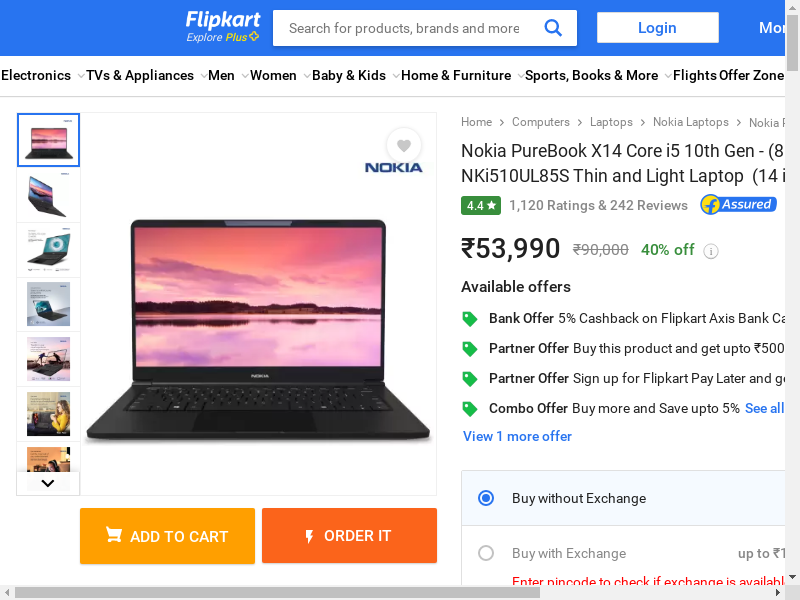 Flipkart
Explore Plus
Search for products, brands and more
Login
Mor
Electronics
TVs & Appliances
Men
Women
Baby & Kids
Home & Furniture
Sports, Books & More
Flights
Offer Zone
NOKIA
NOKIA
Home
Computers
Laptops
Nokia Laptops
Nokia P
Nokia PureBook X14 Core i5 10th Gen - (8
NKi510UL85S Thin and Light Laptop (14 i
4.4
1,120 Ratings & 242 Reviews
Assured
₹53,990
₹90,000
40% off
Available offers
Bank Offer 5% Cashback on Flipkart Axis Bank Ca
Partner Offer Buy this product and get upto ₹500
Partner Offer Sign up for Flipkart Pay Later and ge
Combo Offer Buy more and Save upto 5% See all
View 1 more offer
Buy without Exchange
Buy with Exchange
up to ₹1
Enter pincode to check if exchange is availabl
ADD TO CART
ORDER IT